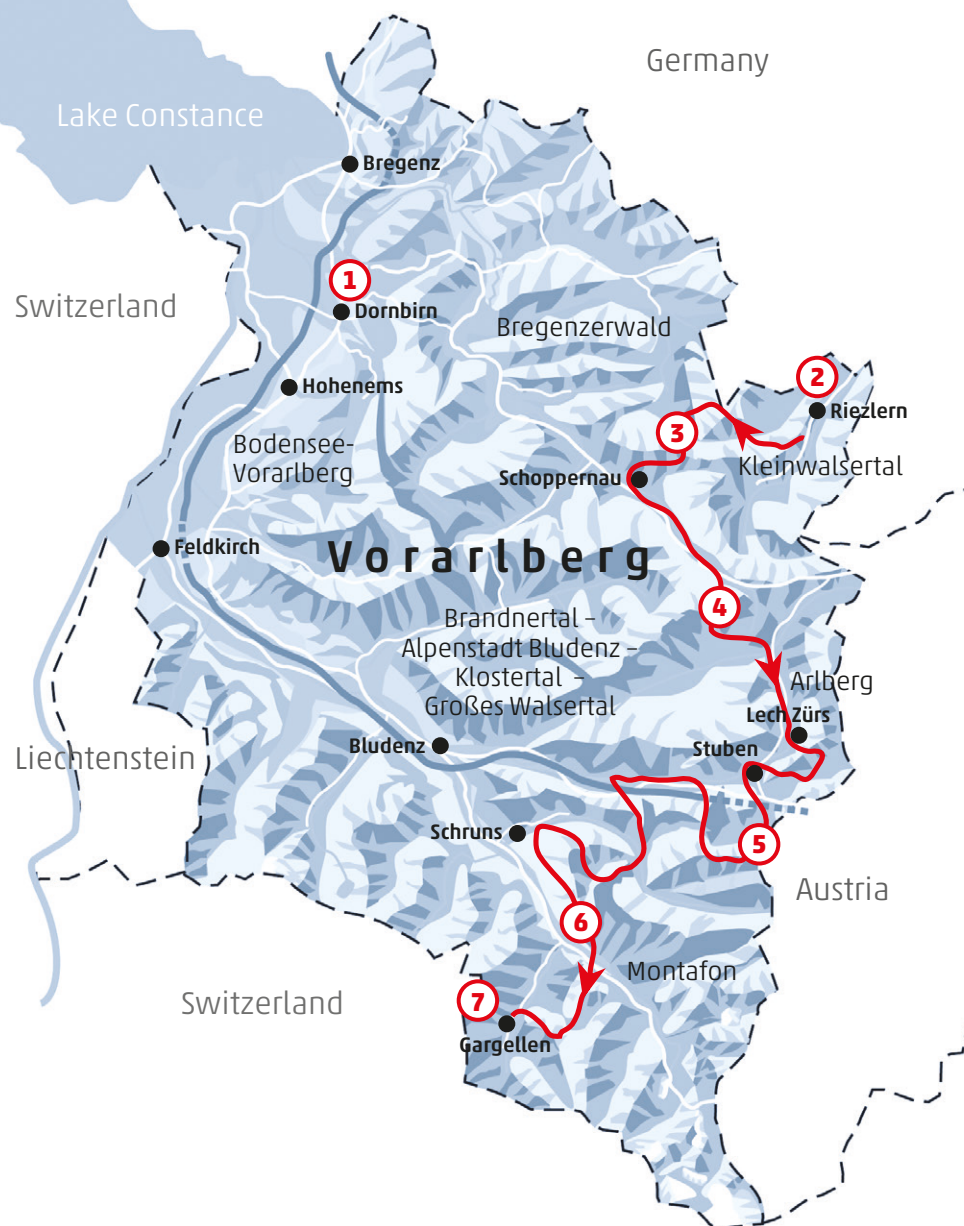 Germany
Lake Constance
Bregenz
1
Switzerland
Dornbirn
Bregenzerwald
2
Hohenems
Riezlern
3
Bodensee-
Vorarlberg
Kleinwalsertal
Schoppernau
Feldkirch
Vorarlberg
4
Brandnertal –
Alpenstadt Bludenz –
Klostertal –
Großes Walsertal
Arlberg
Lech Zürs
Liechtenstein
Bludenz
Stuben
Schruns
5
Austria
6
Montafon
Switzerland
7
Gargellen